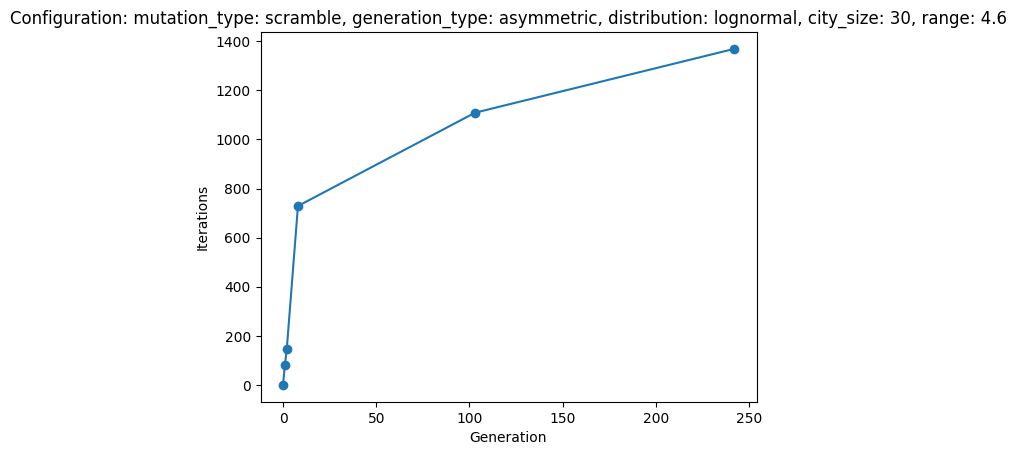 Configuration: mutation_type: scramble, generation_type: asymmetric, distribution: lognormal, city_size: 30, range: 4.6
1400
1200
1000
800
600
400
200
0
Iterations
0 50 100 150 200 250
Generation